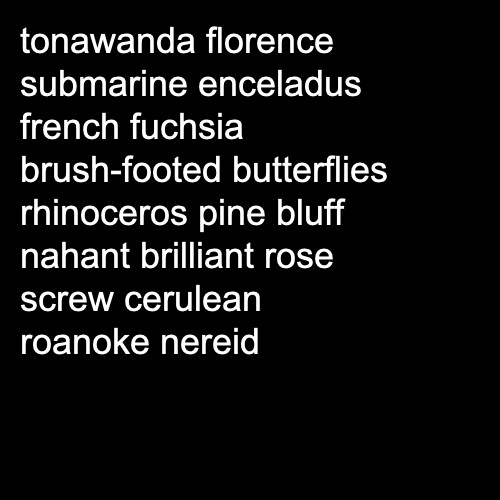 tonawanda florence
submarine enceladus
french fuchsia
brush-footed butterflies
rhinoceros pine bluff
nahant brilliant rose
screw cerulean
roanoke nereid